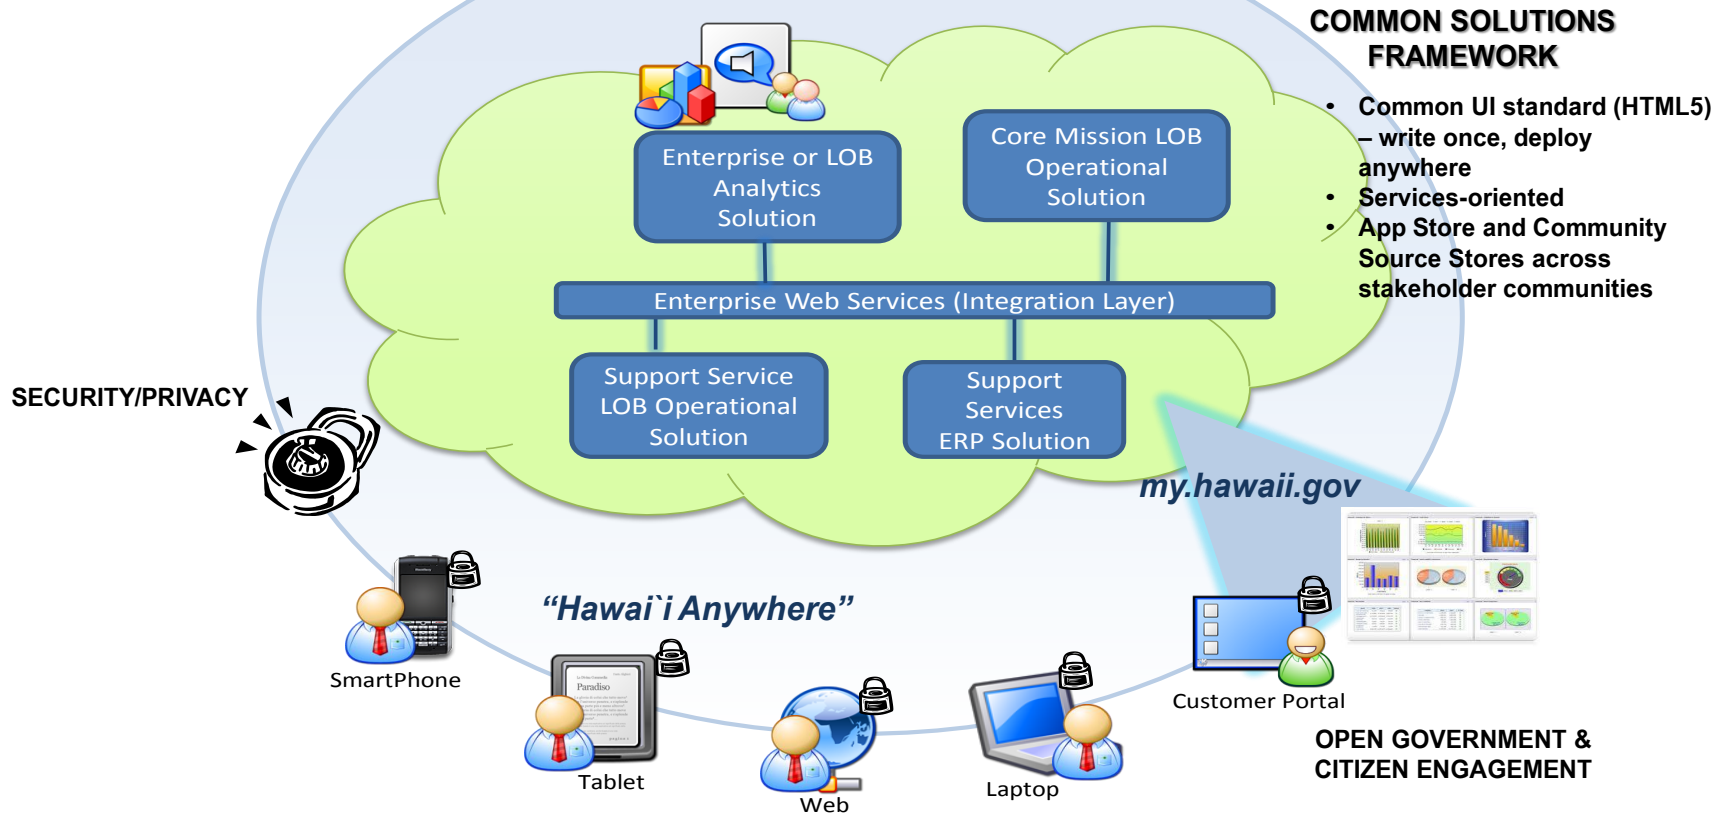 COMMON SOLUTIONS
FRAMEWORK
• Common UI standard (HTML5)
– write once, deploy
anywhere
• Services-oriented
• App Store and Community
Source Stores across
stakeholder communities
Enterprise or LOB
Analytics
Solution
Core Mission LOB
Operational
Solution
Enterprise Web Services (Integration Layer)
Support Service
LOB Operational
Solution
Support
Services
ERP Solution
SECURITY/PRIVACY
my.hawaii.gov
“Hawai`i Anywhere”
SmartPhone
Paradiso
Tablet
Web
Laptop
Customer Portal
OPEN GOVERNMENT &
CITIZEN ENGAGEMENT